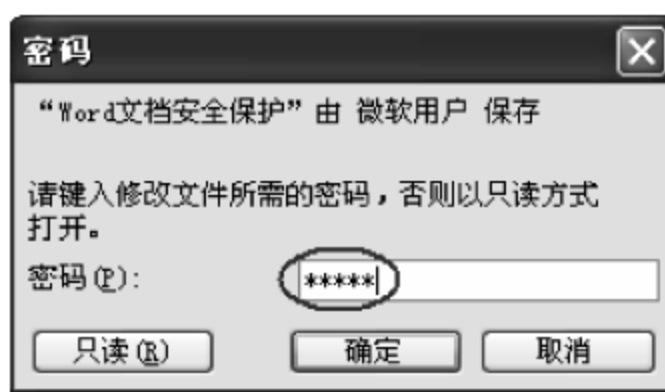 密码
“Word文档安全保护”由 微软用户 保存
请键入修改文件所需的密码，否则以只读方式
打开。
密码(P): *****
只读(R) 确定 取消